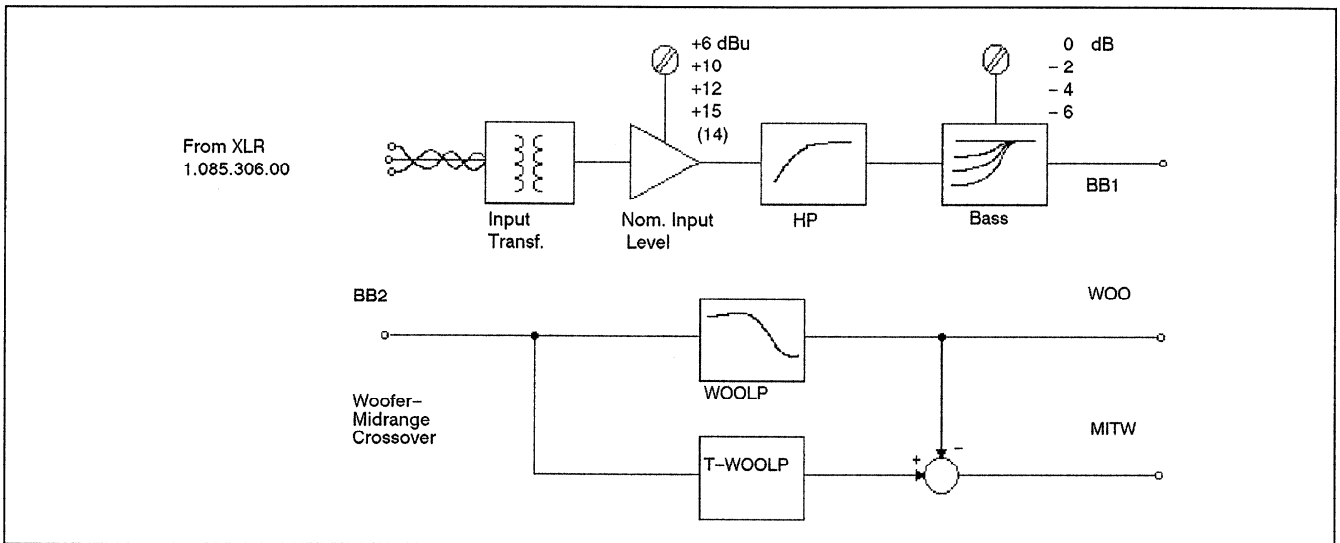 +6 dBu
+10
+12
+15
(14)
0 dB
– 2
– 4
– 6
From XLR
1.085.306.00
Input
Transf.
Nom. Input
Level
HP
Bass
BB1
BB2
WOO
Woofer–
Midrange
Crossover
WOOLP
MITW
T–WOOLP
+
–